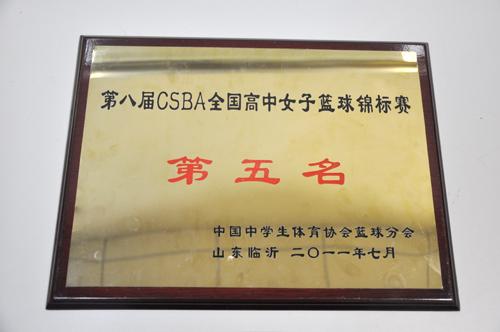 第八届CSBA全国高中女子篮球锦标赛
第五名
中国中学生体育协会篮球分会
山东临沂 二〇一一年七月